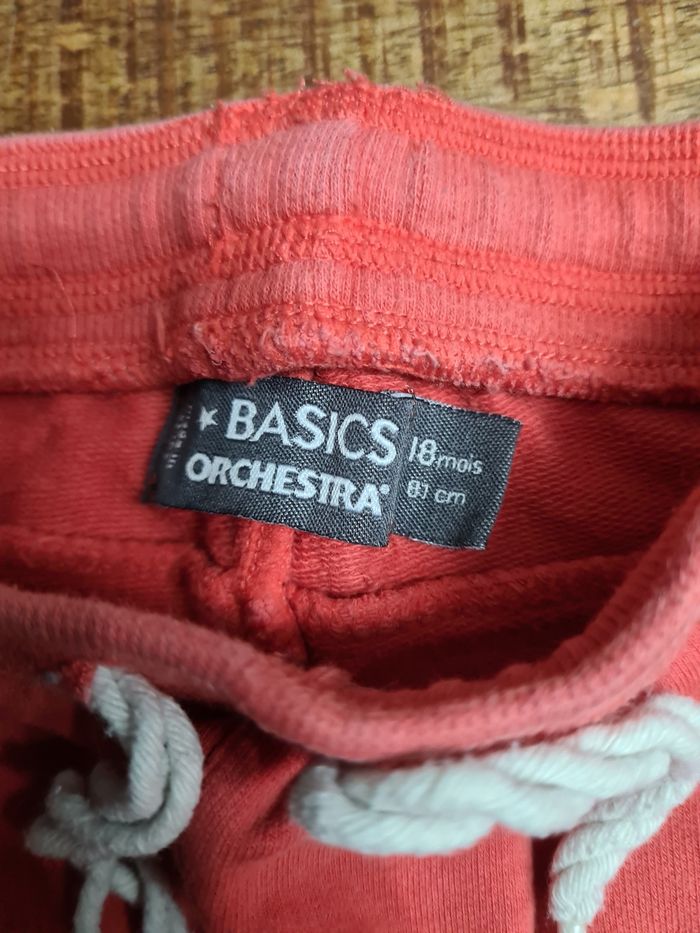 BASICS
ORCHESTRA®
18 mois
81 cm